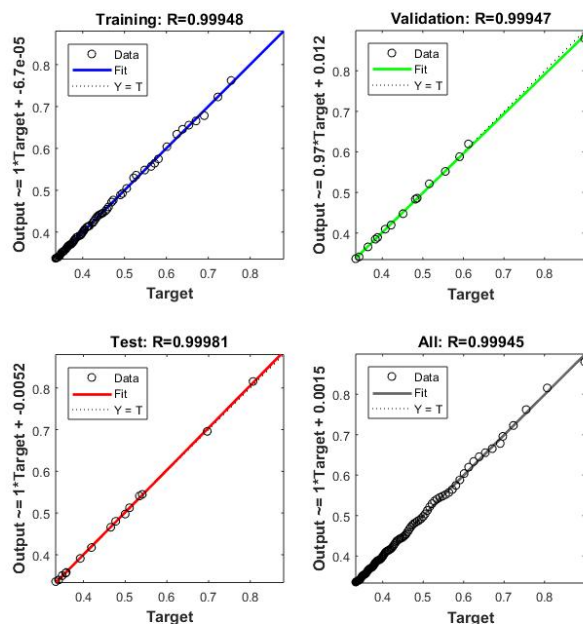 Training: R=0.99948
Output ~= 1*Target + -6.7e-05
0.8
0.7
0.6
0.5
0.4
Data
Fit
Y = T
0.4 0.5 0.6 0.7 0.8
Target
Validation: R=0.99947
Output ~= 0.97*Target + 0.012
0.8
0.7
0.6
0.5
0.4
Data
Fit
Y = T
0.4 0.5 0.6 0.7 0.8
Target
Test: R=0.99981
Output ~= 1*Target + -0.0052
0.8
0.7
0.6
0.5
0.4
Data
Fit
Y = T
0.4 0.5 0.6 0.7 0.8
Target
All: R=0.99945
Output ~= 1*Target + 0.0015
0.8
0.7
0.6
0.5
0.4
Data
Fit
Y = T
0.4 0.5 0.6 0.7 0.8
Target